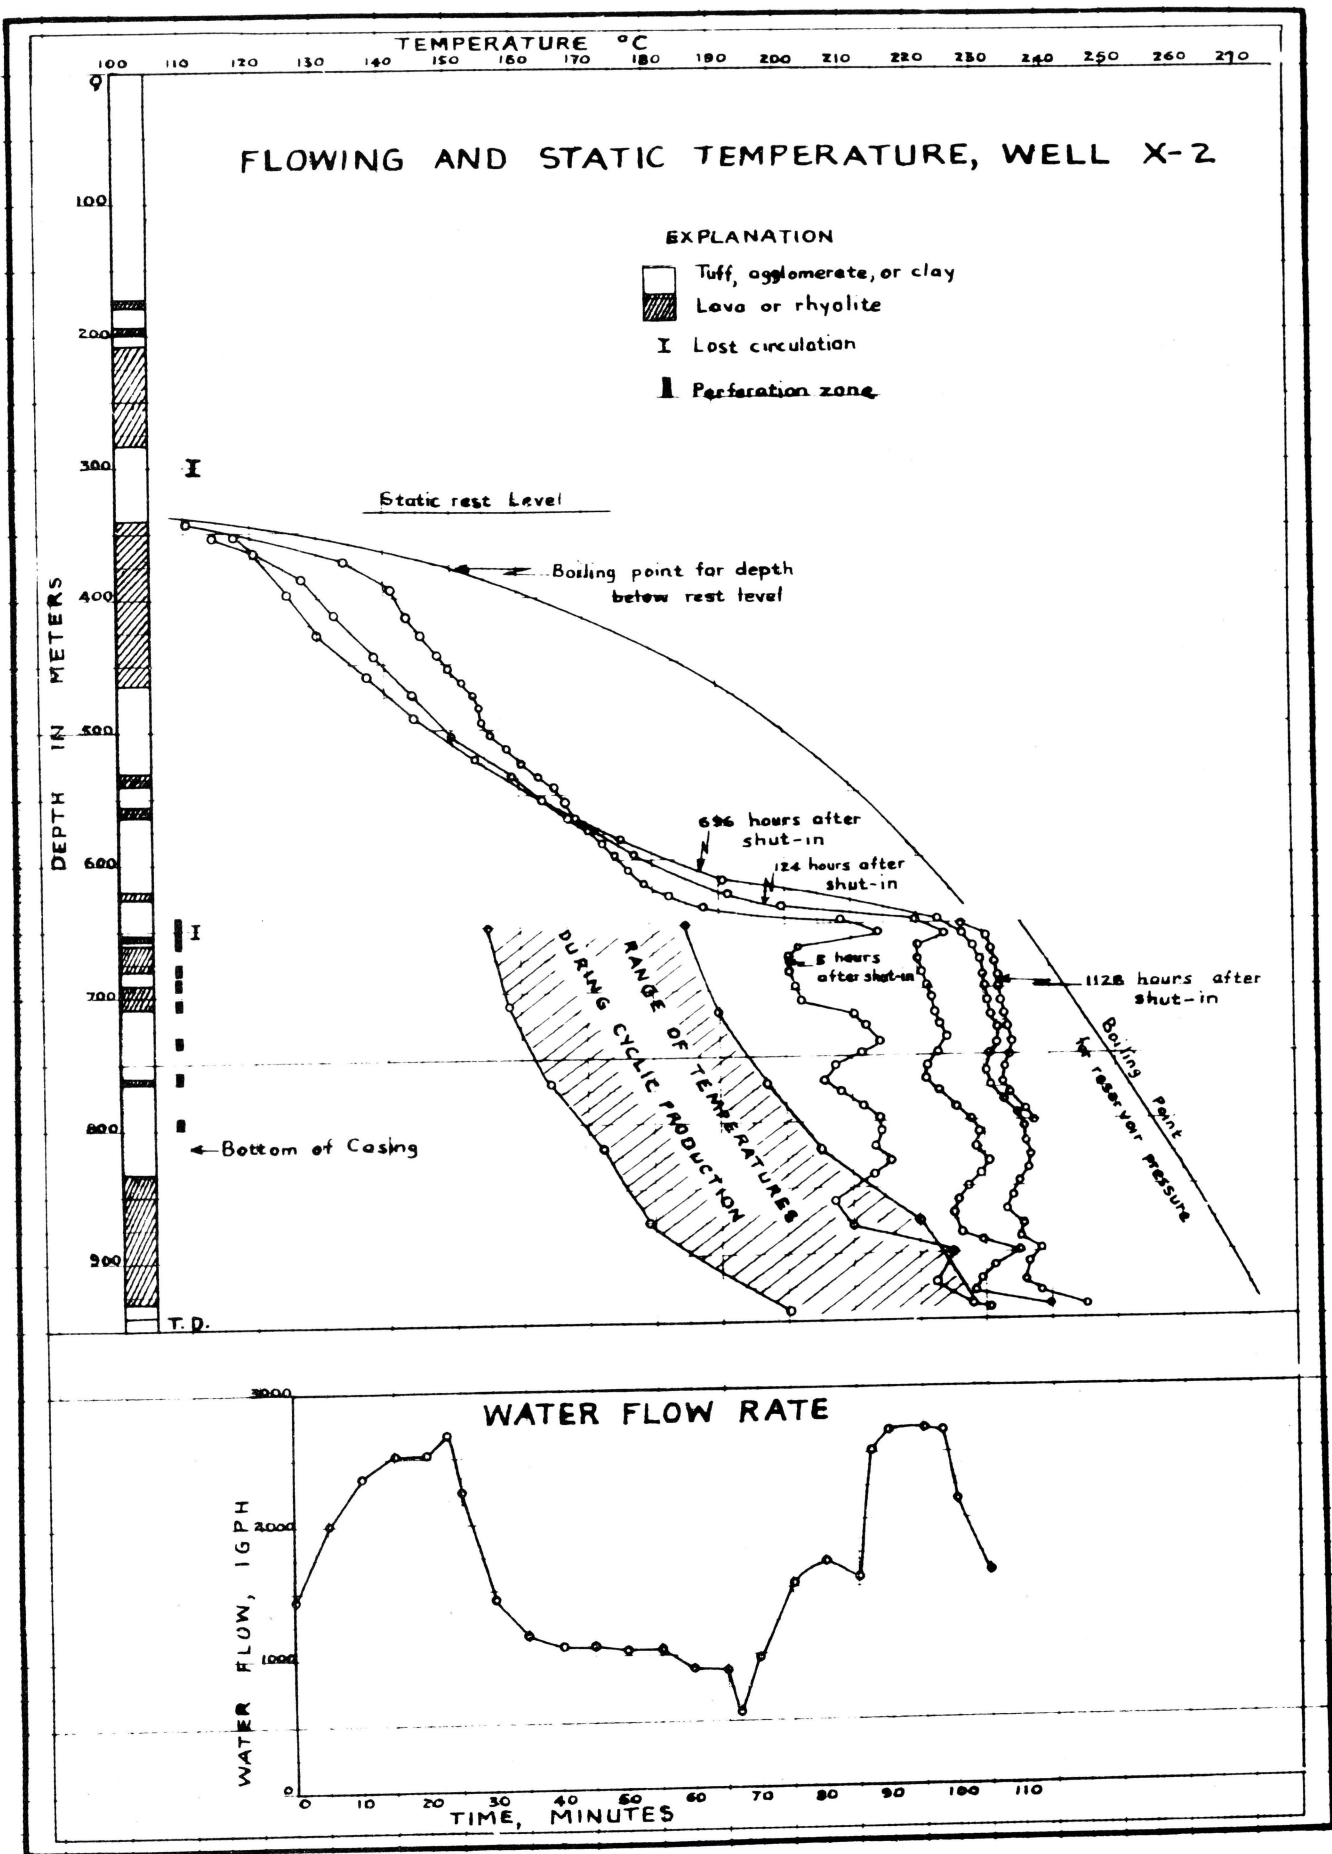 TEMPERATURE °C
100 110 120 130 140 150 160 170 180 190 200 210 220 230 240 250 260 270
0
FLOWING AND STATIC TEMPERATURE, WELL X-2
100
EXPLANATION
Tuff, agglomerate, or clay
Lava or rhyolite
200
Lost circulation
Perforation zone
300
Static rest Level
Boiling point for depth
below rest level
400
DEPTH IN METERS
500
696 hours after
shut-in
600
124 hours after
shut-in
RANGE OF TEMPERATURES
DURING CYCLIC PRODUCTION
8 hours
after shut-in
1128 hours after
shut-in
700
Boiling Point
for reservoir pressure
800
Bottom of Casing
900
T.D.
3000
WATER FLOW RATE
2000
WATER FLOW, IGPH
1000
0
0 10 20 30 40 50 60 70 80 90 100 110
TIME, MINUTES